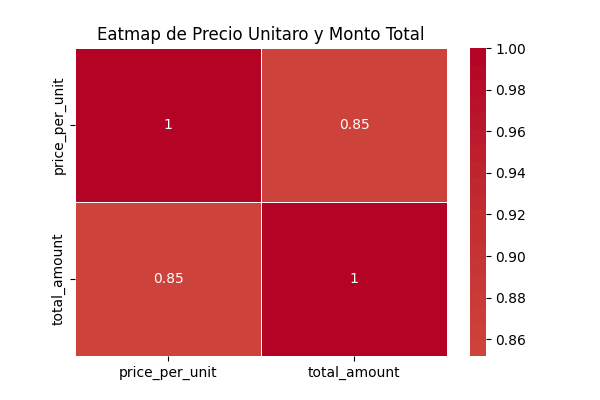 Eatmap de Precio Unitaro y Monto Total
price_per_unit
1
0.85
total_amount
0.85
1
price_per_unit
total_amount
1.00
0.98
0.96
0.94
0.92
0.90
0.88
0.86